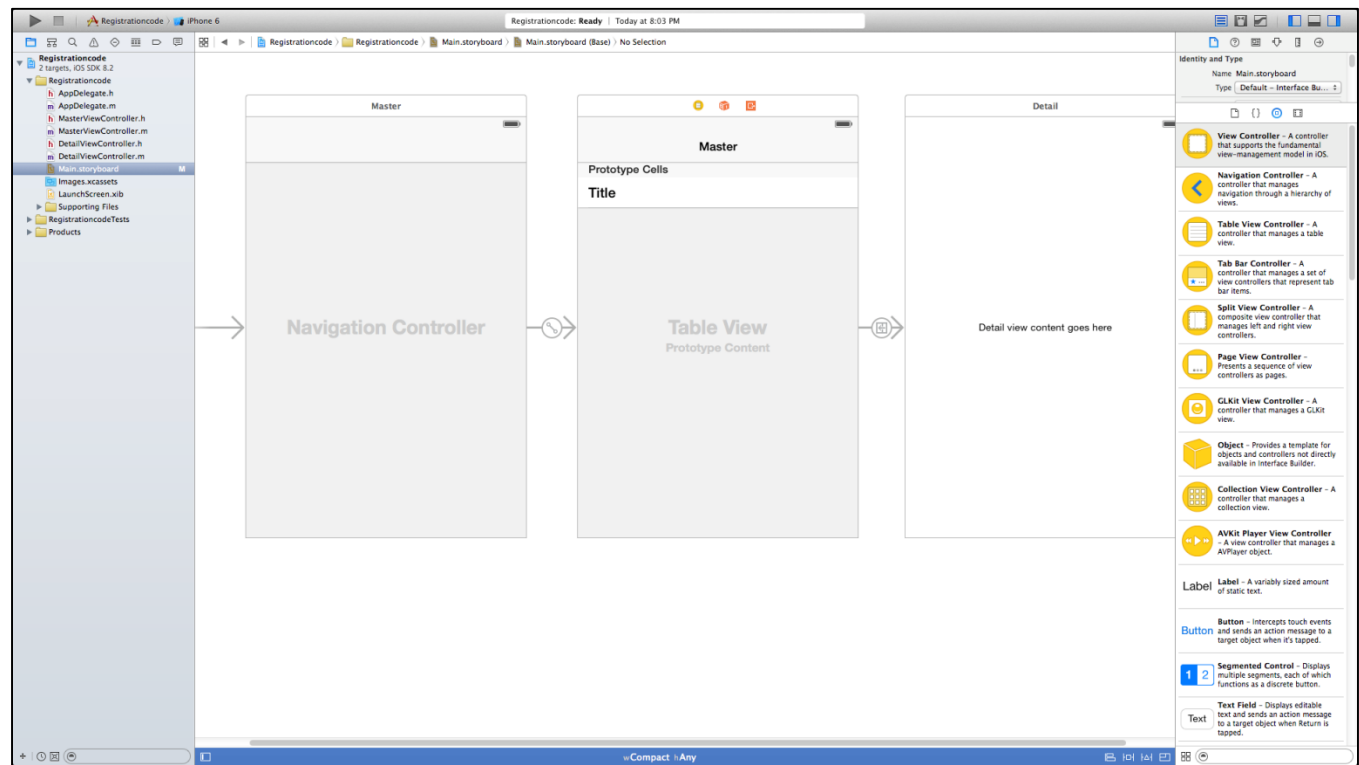 Registrationcode
iPhone 6
Registrationcode: Ready | Today at 8:03 PM
Registrationcode
2 targets, iOS SDK 8.2
Registrationcode
h AppDelegate.h
m AppDelegate.m
h MasterViewController.h
m MasterViewController.m
h DetailViewController.h
m DetailViewController.m
Main.storyboard M
Images.xcassets
LaunchScreen.xib
Supporting Files
RegistrationcodeTests
Products
Registrationcode
Registrationcode
Main.storyboard
Main.storyboard (Base)
No Selection
Master
Navigation Controller
Master
Prototype Cells
Title
Table View
Prototype Content
Detail
Detail view content goes here
wCompact hAny
Identity and Type
Name Main.storyboard
Type Default - Interface Bu...
View Controller - A controller
that supports the fundamental
view-management model in iOS.
Navigation Controller - A
controller that manages
navigation through a hierarchy of
views.
Table View Controller - A
controller that manages a table
view.
Tab Bar Controller - A
controller that manages a set of
view controllers that represent tab
bar items.
Split View Controller - A
composite view controller that
manages left and right view
controllers.
Page View Controller -
Presents a sequence of view
controllers as pages.
GLKit View Controller - A
controller that manages a GLKit
view.
Object - Provides a template for
objects and controllers not directly
available in Interface Builder.
Collection View Controller - A
controller that manages a
collection view.
AVKit Player View Controller
- A view controller that manages a
AVPlayer object.
Label
Label - A variably sized amount
of static text.
Button
Button - Intercepts touch events
and sends an action message to a
target object when it's tapped.
1 2
Segmented Control - Displays
multiple segments, each of which
functions as a discrete button.
Text
Text Field - Displays editable
text and sends an action message
to a target object when Return is
tapped.